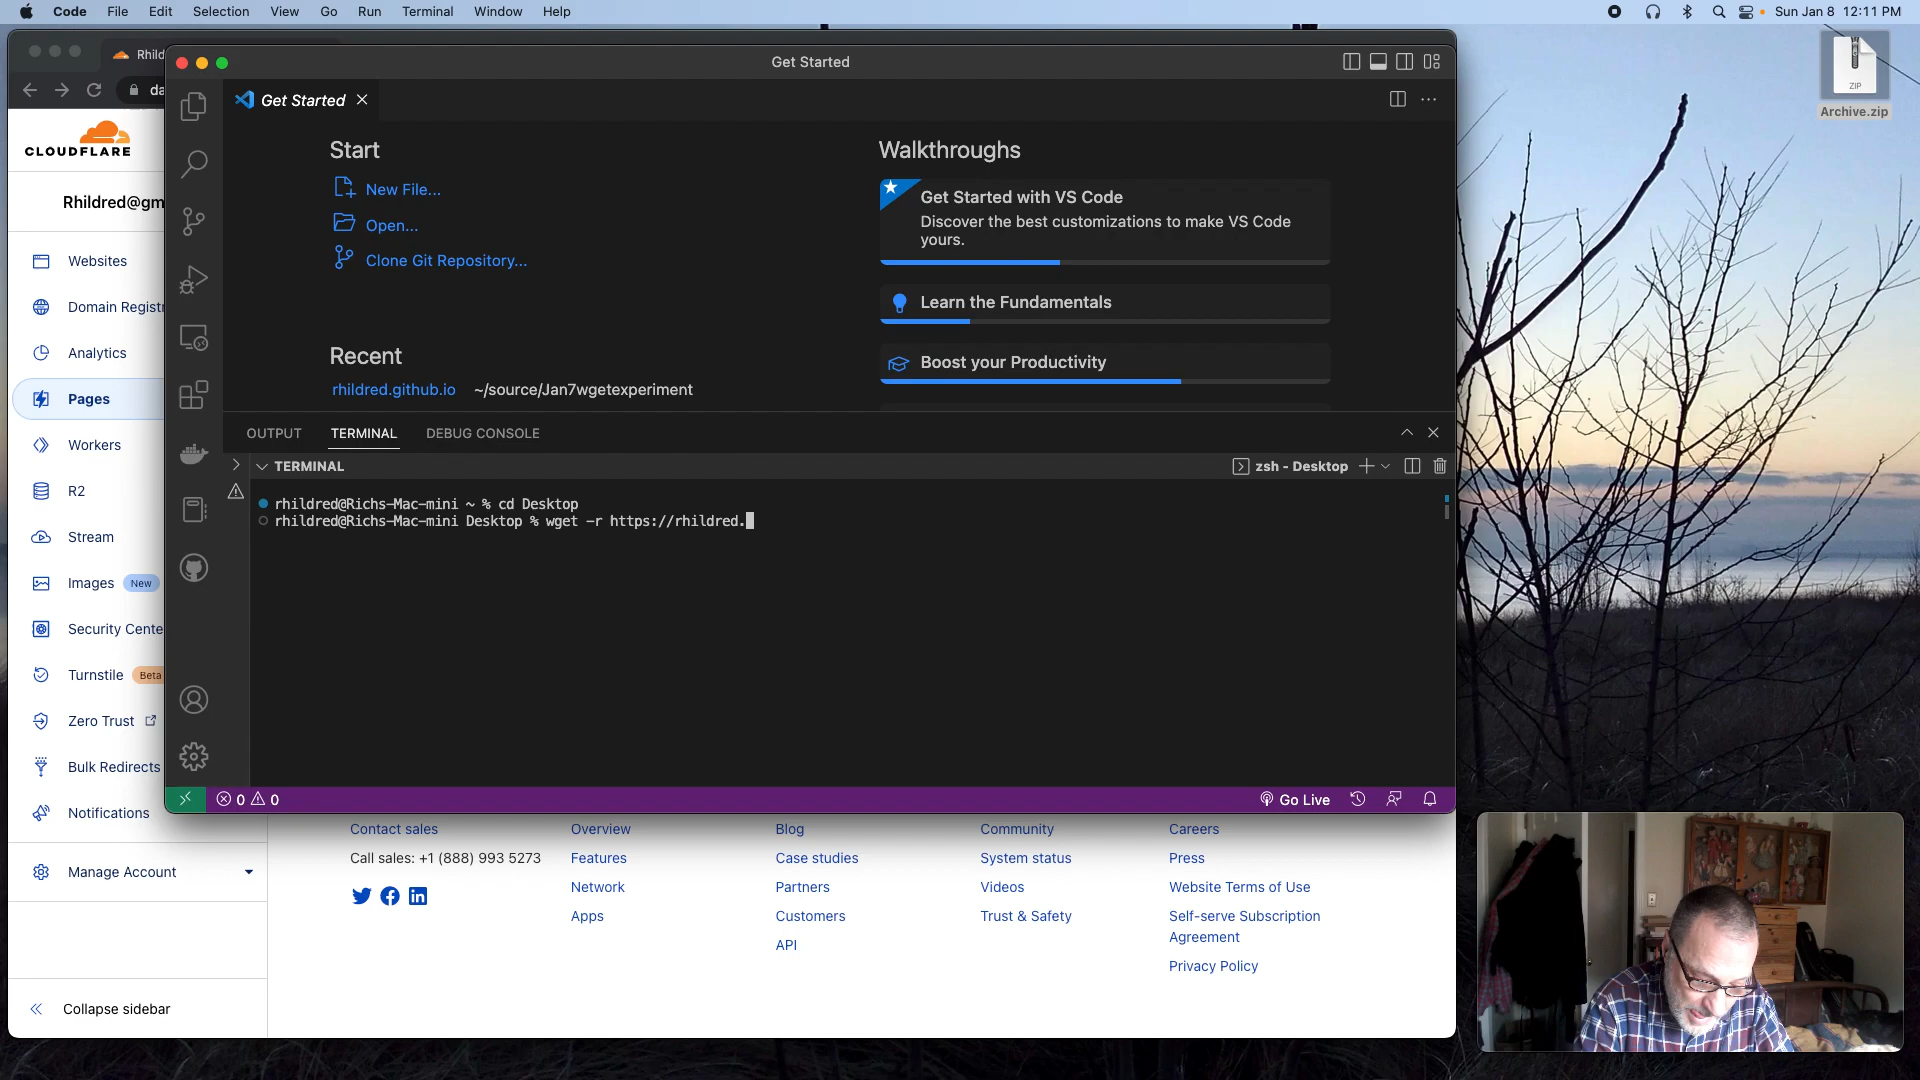 Code File Edit Selection View Go Run Terminal Window Help
Sun Jan 8 12:11 PM
Rhild
Get Started
ZIP
Archive.zip
da
Get Started
CLOUDFLARE
Rhildred@gm
Websites
Domain Registr
Analytics
Pages
Workers
R2
Stream
Images New
Security Cente
Turnstile Beta
Zero Trust
Bulk Redirects
Notifications
Manage Account
Collapse sidebar
Start
New File...
Open...
Clone Git Repository...
Recent
rhildred.github.io ~/source/Jan7wgetexperiment
Walkthroughs
Get Started with VS Code
Discover the best customizations to make VS Code
yours.
Learn the Fundamentals
Boost your Productivity
OUTPUT TERMINAL DEBUG CONSOLE
TERMINAL
zsh - Desktop
rhildred@Richs-Mac-mini ~ % cd Desktop
rhildred@Richs-Mac-mini Desktop % wget -r https://rhildred.
0 0
Go Live
Contact sales
Call sales: +1 (888) 993 5273
Overview
Features
Network
Apps
Blog
Case studies
Partners
Customers
API
Community
System status
Videos
Trust & Safety
Careers
Press
Website Terms of Use
Self-serve Subscription
Agreement
Privacy Policy